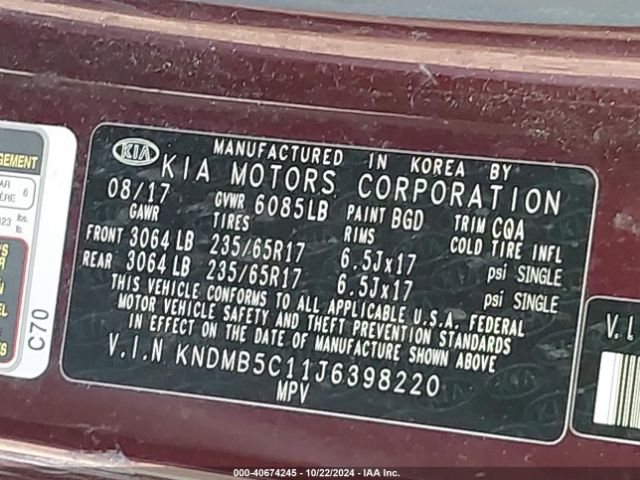 MANUFACTURED IN KOREA BY
KIA KIA MOTORS CORPORATION
08/17 GVWR 6085LB PAINT BGD TRIM CQA
GAWR TIRES RIMS COLD TIRE INFL
FRONT 3064 LB 235/65R17 6.5Jx17 psi SINGLE
REAR 3064 LB 235/65R17 6.5Jx17 psi SINGLE
THIS VEHICLE CONFORMS TO ALL APPLICABLE U.S.A. FEDERAL
MOTOR VEHICLE SAFETY AND THEFT PREVENTION STANDARDS
IN EFFECT ON THE DATE OF MANUFACTURE SHOWN ABOVE
V.I.N KNDMB5C11J6398220
MPV
C70
V.I
000-40674245 - 10/22/2024 - IAA Inc.